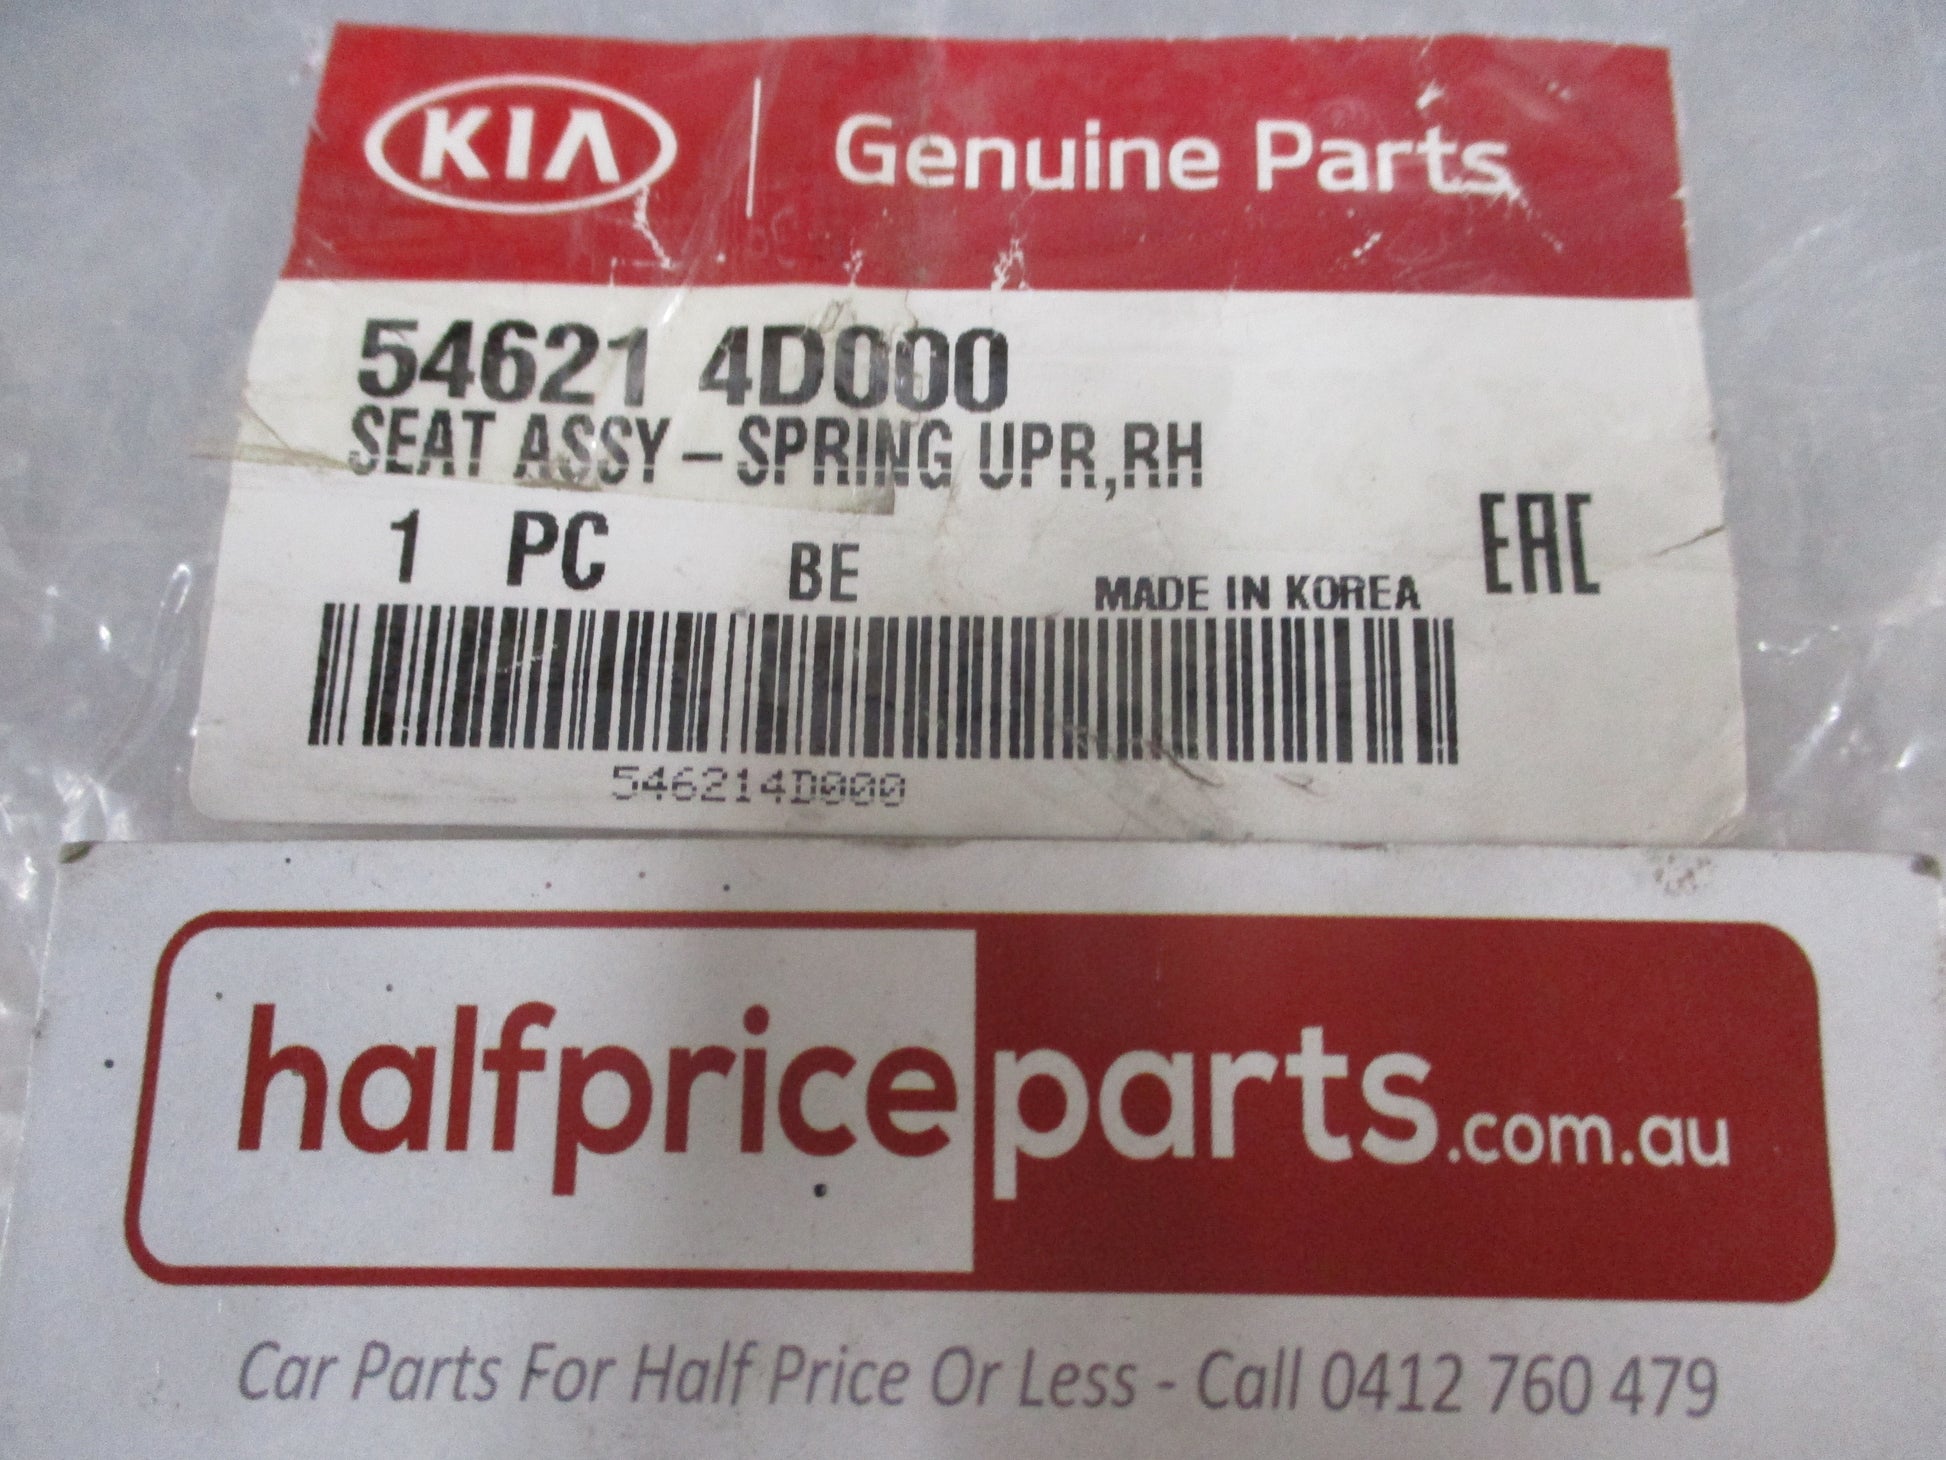 KIA Genuine Parts
54621 4D000
SEAT ASSY-SPRING UPR,RH
1 PC BE MADE IN KOREA EAC
546214D000
halfpriceparts.com.au
Car Parts For Half Price Or Less - Call 0412 760 479